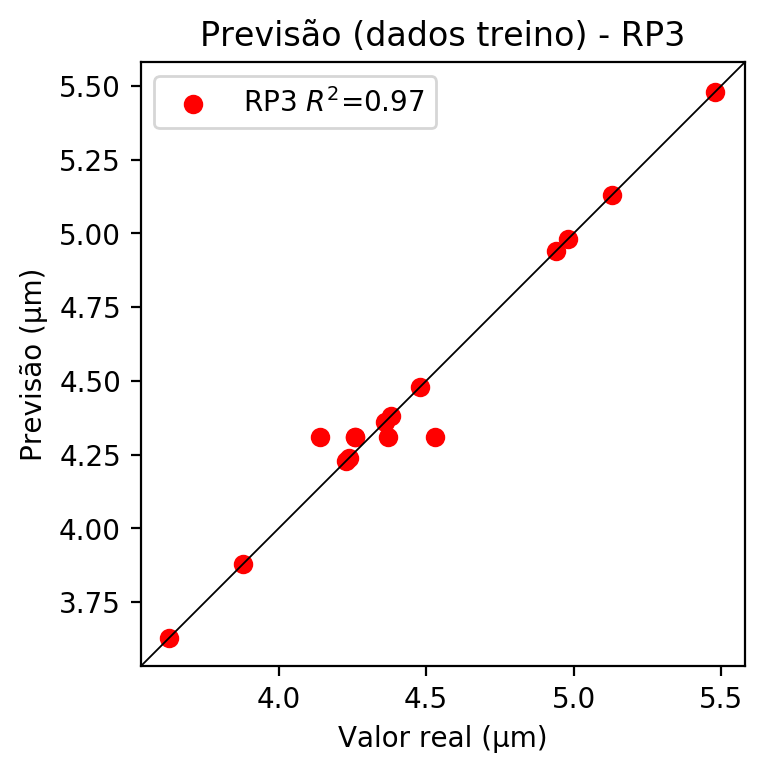 Previsão (dados treino) - RP3
RP3 R²=0.97
5.50
5.25
5.00
4.75
4.50
4.25
4.00
3.75
Previsão (μm)
4.0 4.5 5.0 5.5
Valor real (μm)